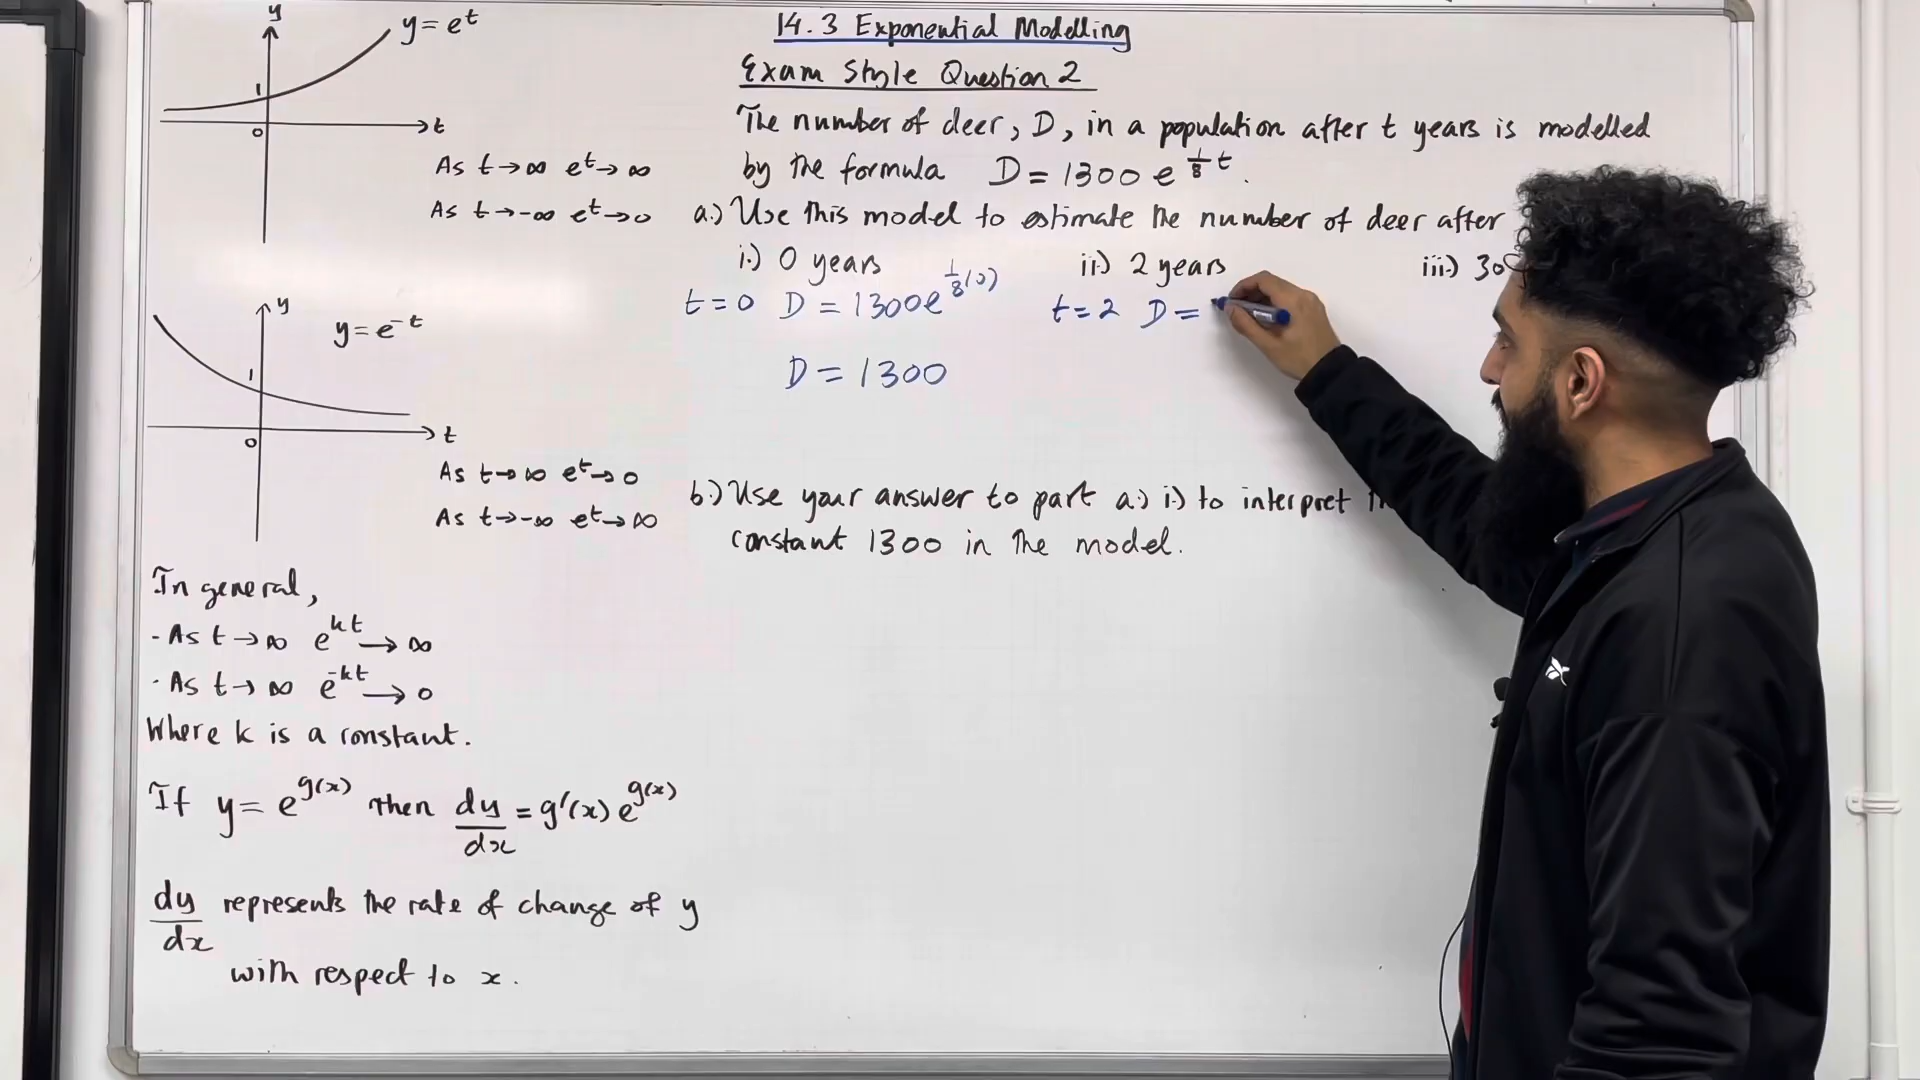 y
y = e^t
1
0
t
As t→∞ e^t→∞
As t→-∞ e^t→0
y
y = e^-t
1
0
t
As t→∞ e^t→0
As t→-∞ e^t→∞
In general,
- As t→∞ e^kt → ∞
- As t→∞ e^-kt → 0
Where k is a constant.
If y = e^g(x) then dy/dx = g'(x) e^g(x)
dy/dx represents the rate of change of y
with respect to x.
14.3 Exponential Modelling
Exam Style Question 2
The number of deer, D, in a population after t years is modelled
by the formula D = 1300 e^(1/8 t).
a.) Use this model to estimate the number of deer after
i.) 0 years ii.) 2 years iii.) 30
t = 0 D = 1300e^(1/8 (0)) t = 2 D =
D = 1300
b.) Use your answer to part a.) i.) to interpret
constant 1300 in the model.